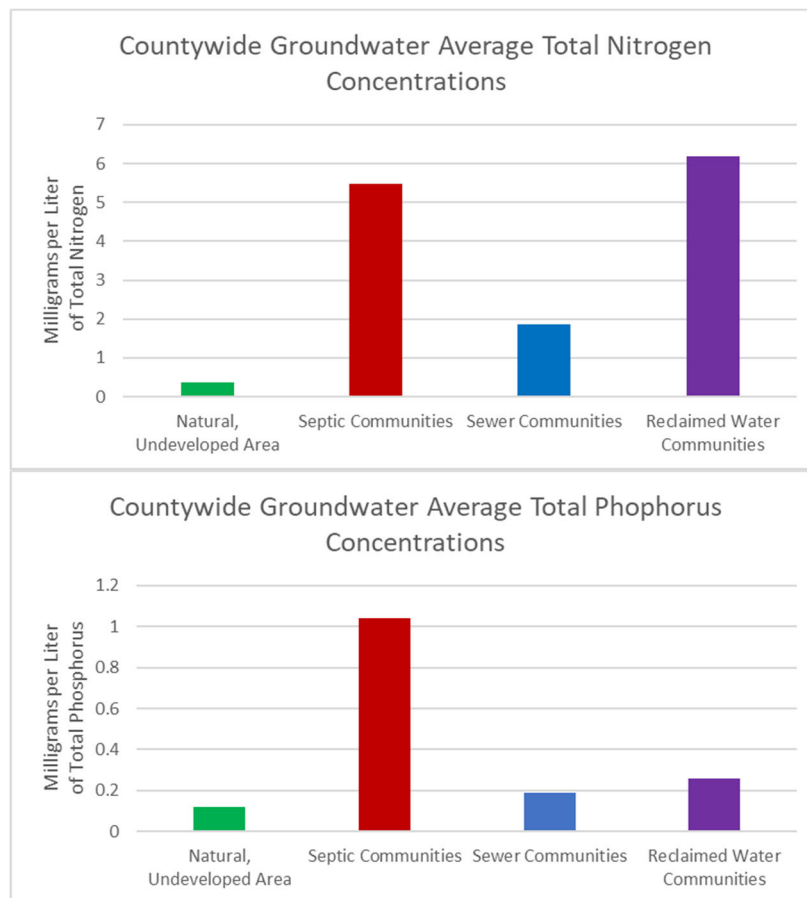 Countywide Groundwater Average Total Nitrogen
Concentrations
Milligrams per Liter
of Total Nitrogen
7
6
5
4
3
2
1
0
Natural,
Undeveloped Area
Septic Communities
Sewer Communities
Reclaimed Water
Communities
Countywide Groundwater Average Total Phophorus
Concentrations
Milligrams per Liter
of Total Phosphorus
1.2
1
0.8
0.6
0.4
0.2
0
Natural,
Undeveloped Area
Septic Communities
Sewer Communities
Reclaimed Water
Communities